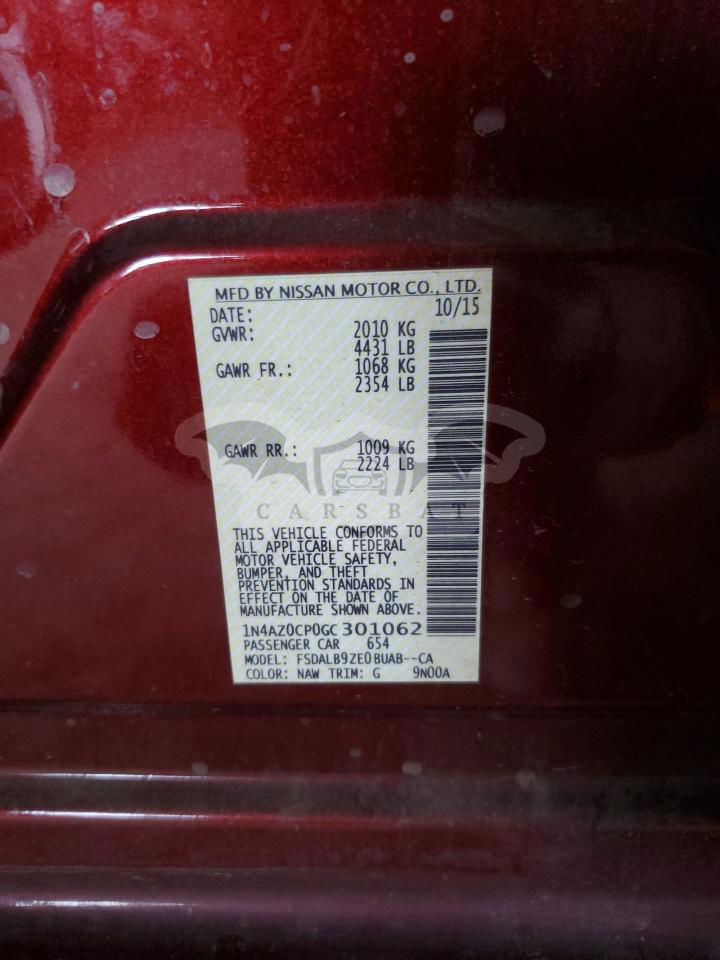 MFD BY NISSAN MOTOR CO., LTD.
DATE: 10/15
GVWR: 2010 KG
4431 LB
GAWR FR.: 1068 KG
2354 LB
GAWR RR.: 1009 KG
2224 LB
CARSBAT
THIS VEHICLE CONFORMS TO
ALL APPLICABLE FEDERAL
MOTOR VEHICLE SAFETY,
BUMPER, AND THEFT
PREVENTION STANDARDS IN
EFFECT ON THE DATE OF
MANUFACTURE SHOWN ABOVE.
1N4AZ0CP0GC301062
PASSENGER CAR 654
MODEL: FSDALB9ZE0BUAB--CA
COLOR: NAW TRIM: G 9N00A